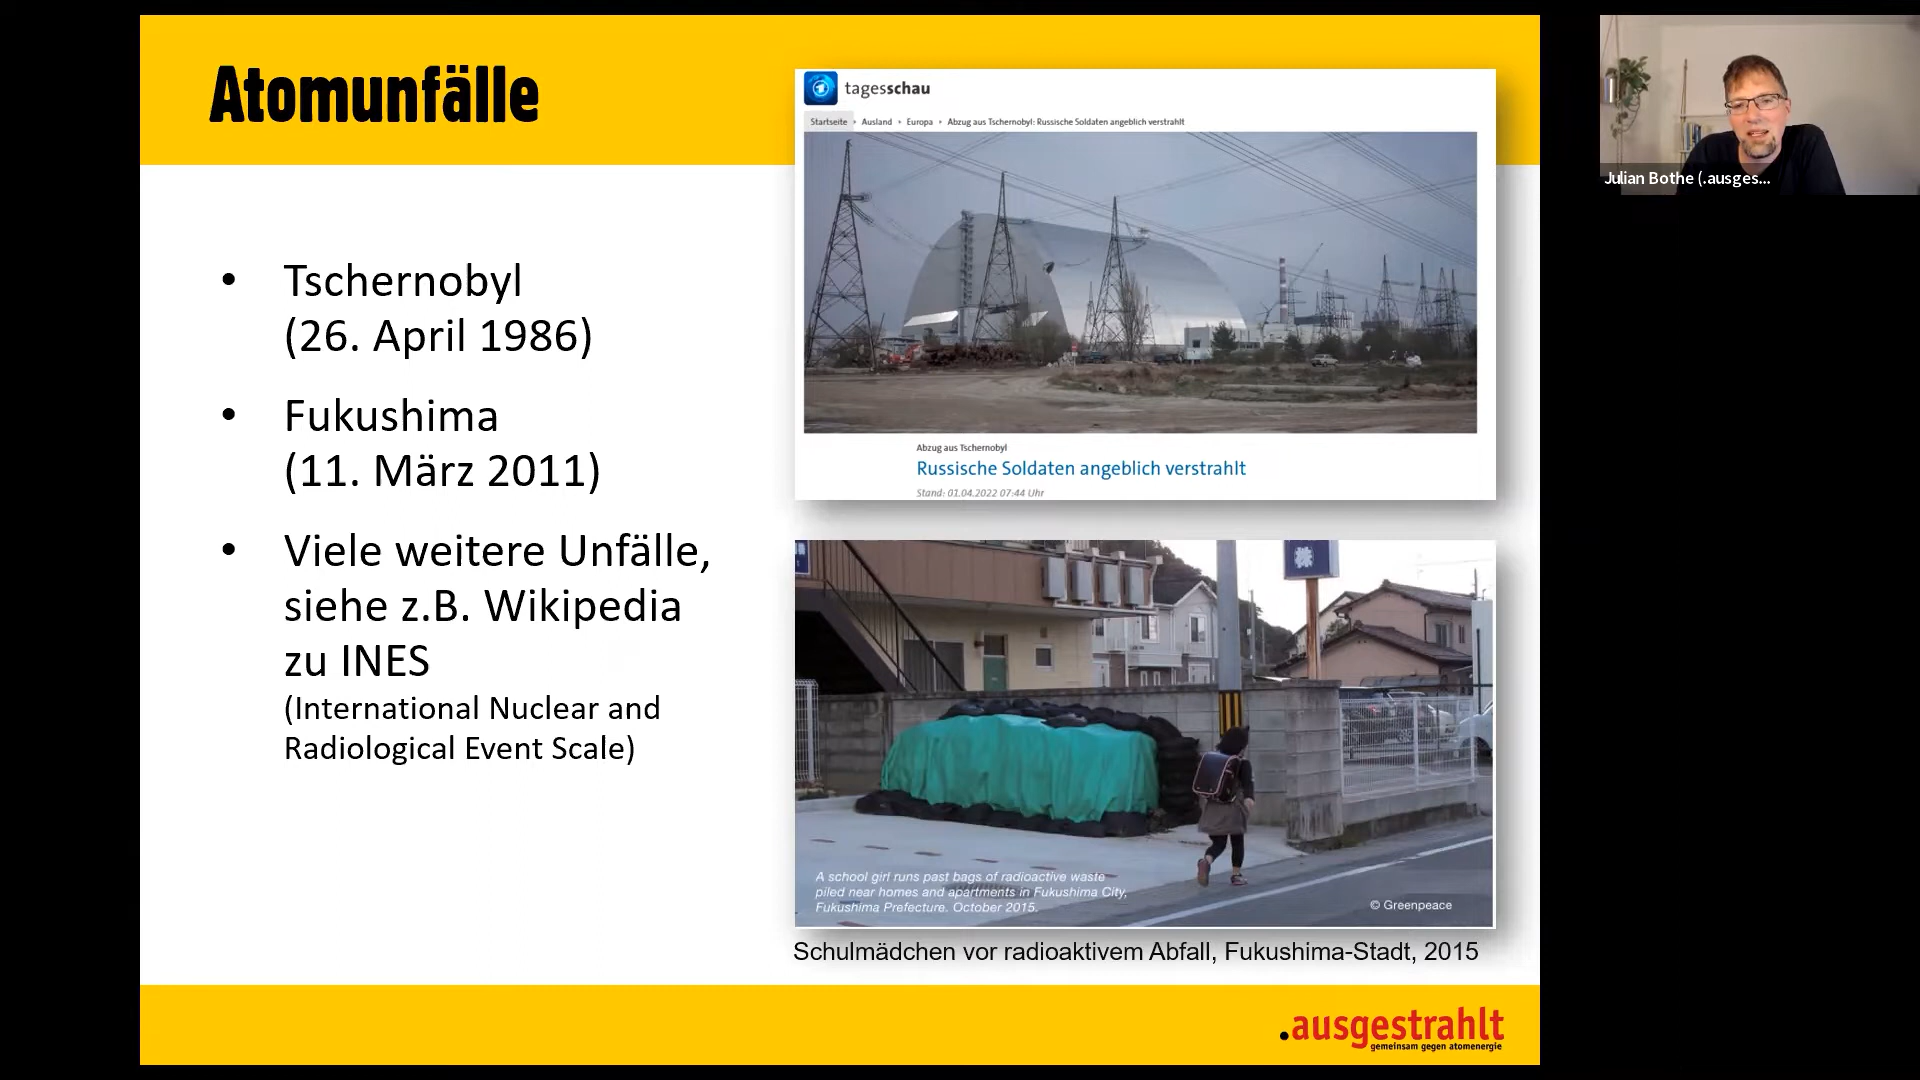 Atomunfälle
• Tschernobyl
(26. April 1986)
• Fukushima
(11. März 2011)
• Viele weitere Unfälle,
siehe z.B. Wikipedia
zu INES
(International Nuclear and
Radiological Event Scale)
tagesschau
Startseite ▸ Ausland ▸ Europa ▸ Abzug aus Tschernobyl: Russische Soldaten angeblich verstrahlt
Abzug aus Tschernobyl
Russische Soldaten angeblich verstrahlt
Stand: 01.04.2022 07:44 Uhr
A school girl runs past bags of radioactive waste
piled near homes and apartments in Fukushima City,
Fukushima Prefecture. October 2015.
© Greenpeace
Schulmädchen vor radioaktivem Abfall, Fukushima-Stadt, 2015
.ausgestrahlt
gemeinsam gegen atomenergie
Julian Bothe (.ausges...